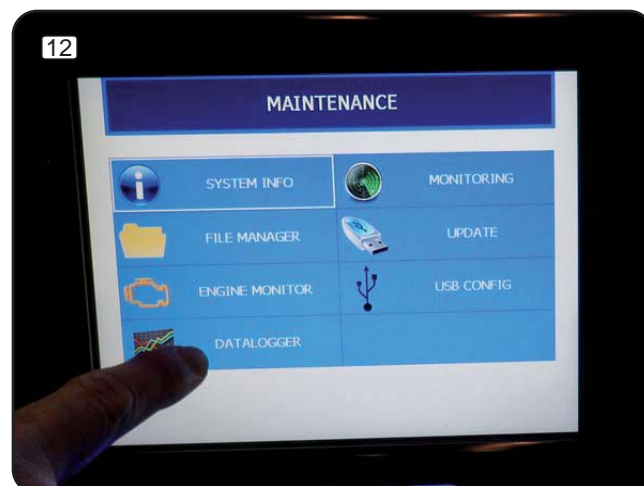 12
MAINTENANCE
SYSTEM INFO
MONITORING
FILE MANAGER
UPDATE
ENGINE MONITOR
USB CONFIG
DATALOGGER